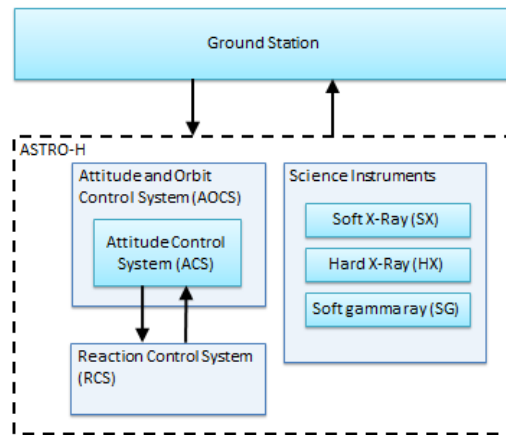 Ground Station
ASTRO-H
Attitude and Orbit
Control System (AOCS)
Attitude Control
System (ACS)
Reaction Control System
(RCS)
Science Instruments
Soft X-Ray (SX)
Hard X-Ray (HX)
Soft gamma ray (SG)